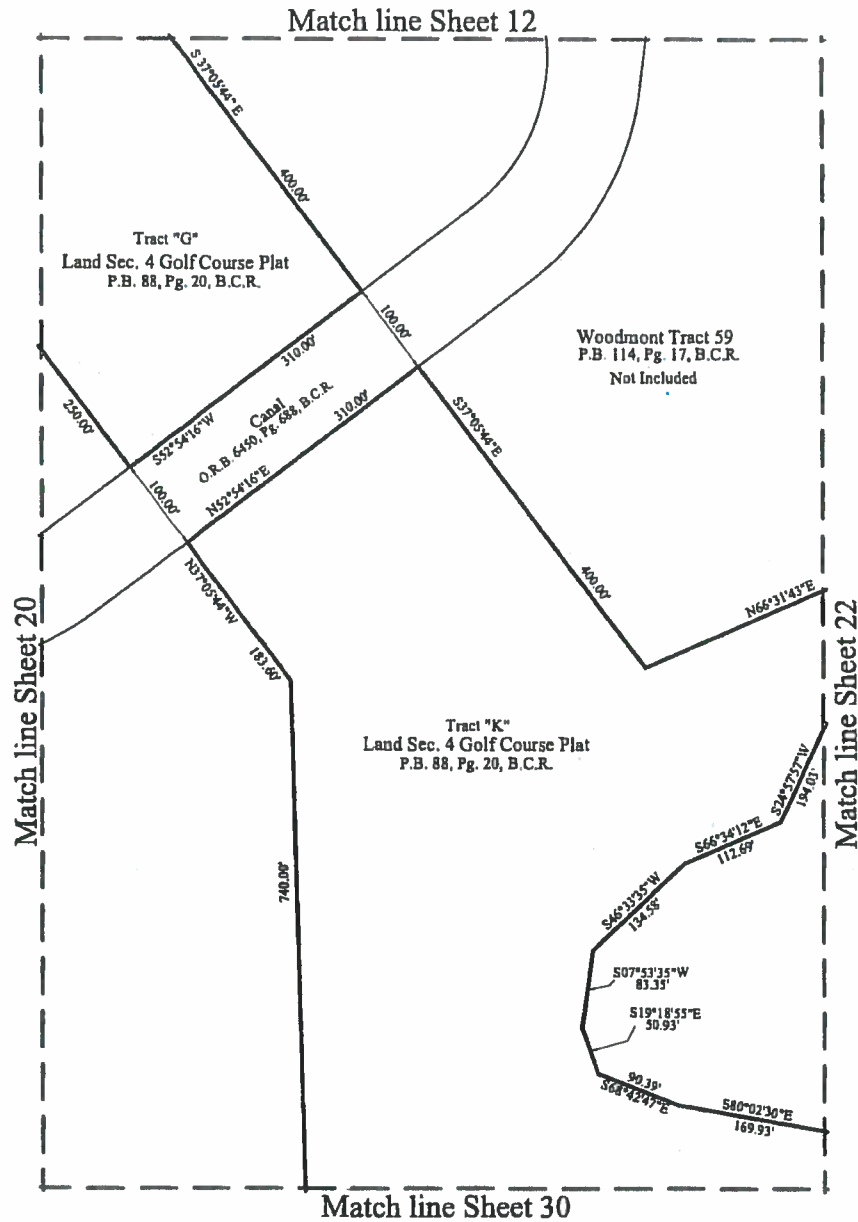 Match line Sheet 12
S 37°05'44" E
400.00'
Tract "G"
Land Sec. 4 Golf Course Plat
P.B. 88, Pg. 20, B.C.R.
100.00'
310.00'
Woodmont Tract 59
P.B. 114, Pg. 17, B.C.R.
Not Included
250.00'
S52°54'16"W
Canal
O.R.B. 6450, Pg. 688, B.C.R.
310.00'
S37°05'44"E
100.00'
N52°54'16"E
N37°05'44"W
183.60'
400.00'
N66°31'43"E
Match line Sheet 20
Match line Sheet 22
Tract "K"
Land Sec. 4 Golf Course Plat
P.B. 88, Pg. 20, B.C.R.
S24°57'57"W
194.03'
S66°34'12"E
112.69'
740.00'
S46°33'35"W
134.58'
S07°53'35"W
83.35'
S19°18'55"E
50.93'
90.39'
S68°42'47"E
S80°02'30"E
169.93'
Match line Sheet 30